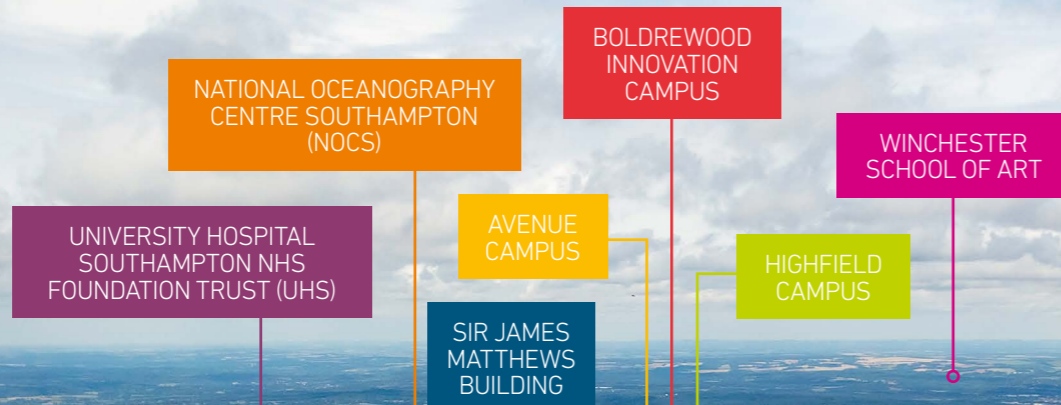 BOLDREWOOD
INNOVATION
CAMPUS
NATIONAL OCEANOGRAPHY
CENTRE SOUTHAMPTON
(NOCS)
WINCHESTER
SCHOOL OF ART
UNIVERSITY HOSPITAL
SOUTHAMPTON NHS
FOUNDATION TRUST (UHS)
AVENUE
CAMPUS
HIGHFIELD
CAMPUS
SIR JAMES
MATTHEWS
BUILDING